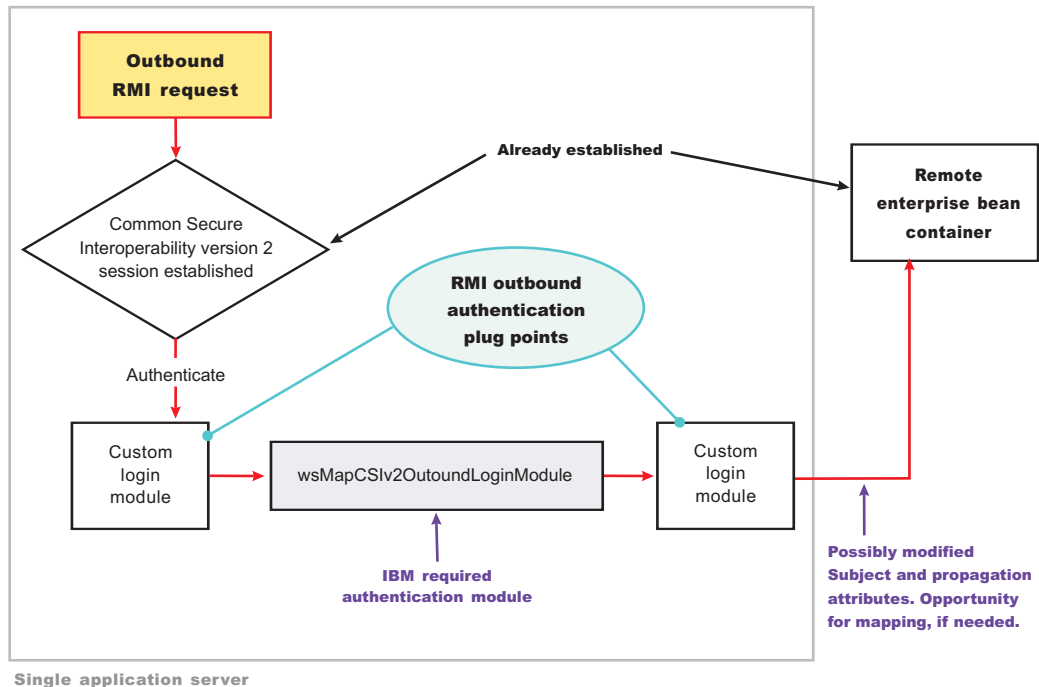 Outbound
RMI request
Already established
Remote
enterprise bean
container
Common Secure
Interoperability version 2
session established
RMI outbound
authentication
plug points
Authenticate
Custom
login
module
wsMapCSIv2OutoundLoginModule
Custom
login
module
IBM required
authentication module
Possibly modified
Subject and propagation
attributes. Opportunity
for mapping, if needed.
Single application server